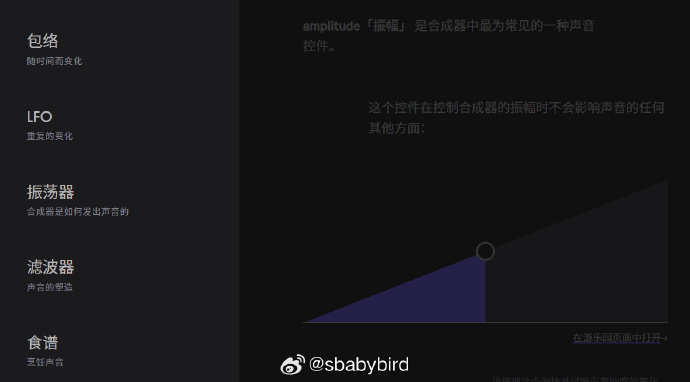 包络
随时间而变化
LFO
重复的变化
振荡器
合成器是如何发出声音的
滤波器
声音的塑造
食谱
烹饪声音
amplitude「振幅」 是合成器中最为常见的一种声音
控件。
这个控件在控制合成器的振幅时不会影响声音的任何
其他方面：
在游乐园页面中打开→
@sbabybird